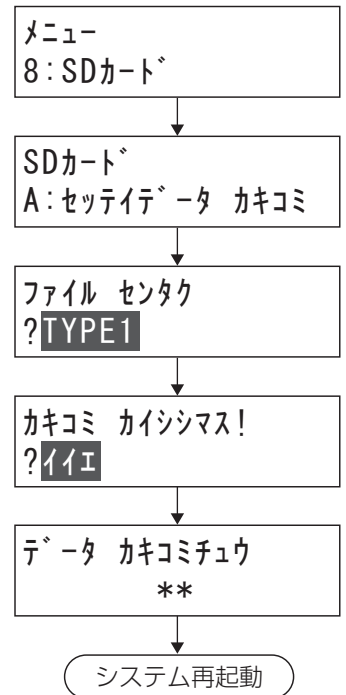 メニュー
8:SDカード
SDカード
A:セッテイデータ カキコミ
ファイル センタク
?TYPE1
カキコミ カイシシマス!
?イイエ
データ カキコミチュウ
**
システム再起動